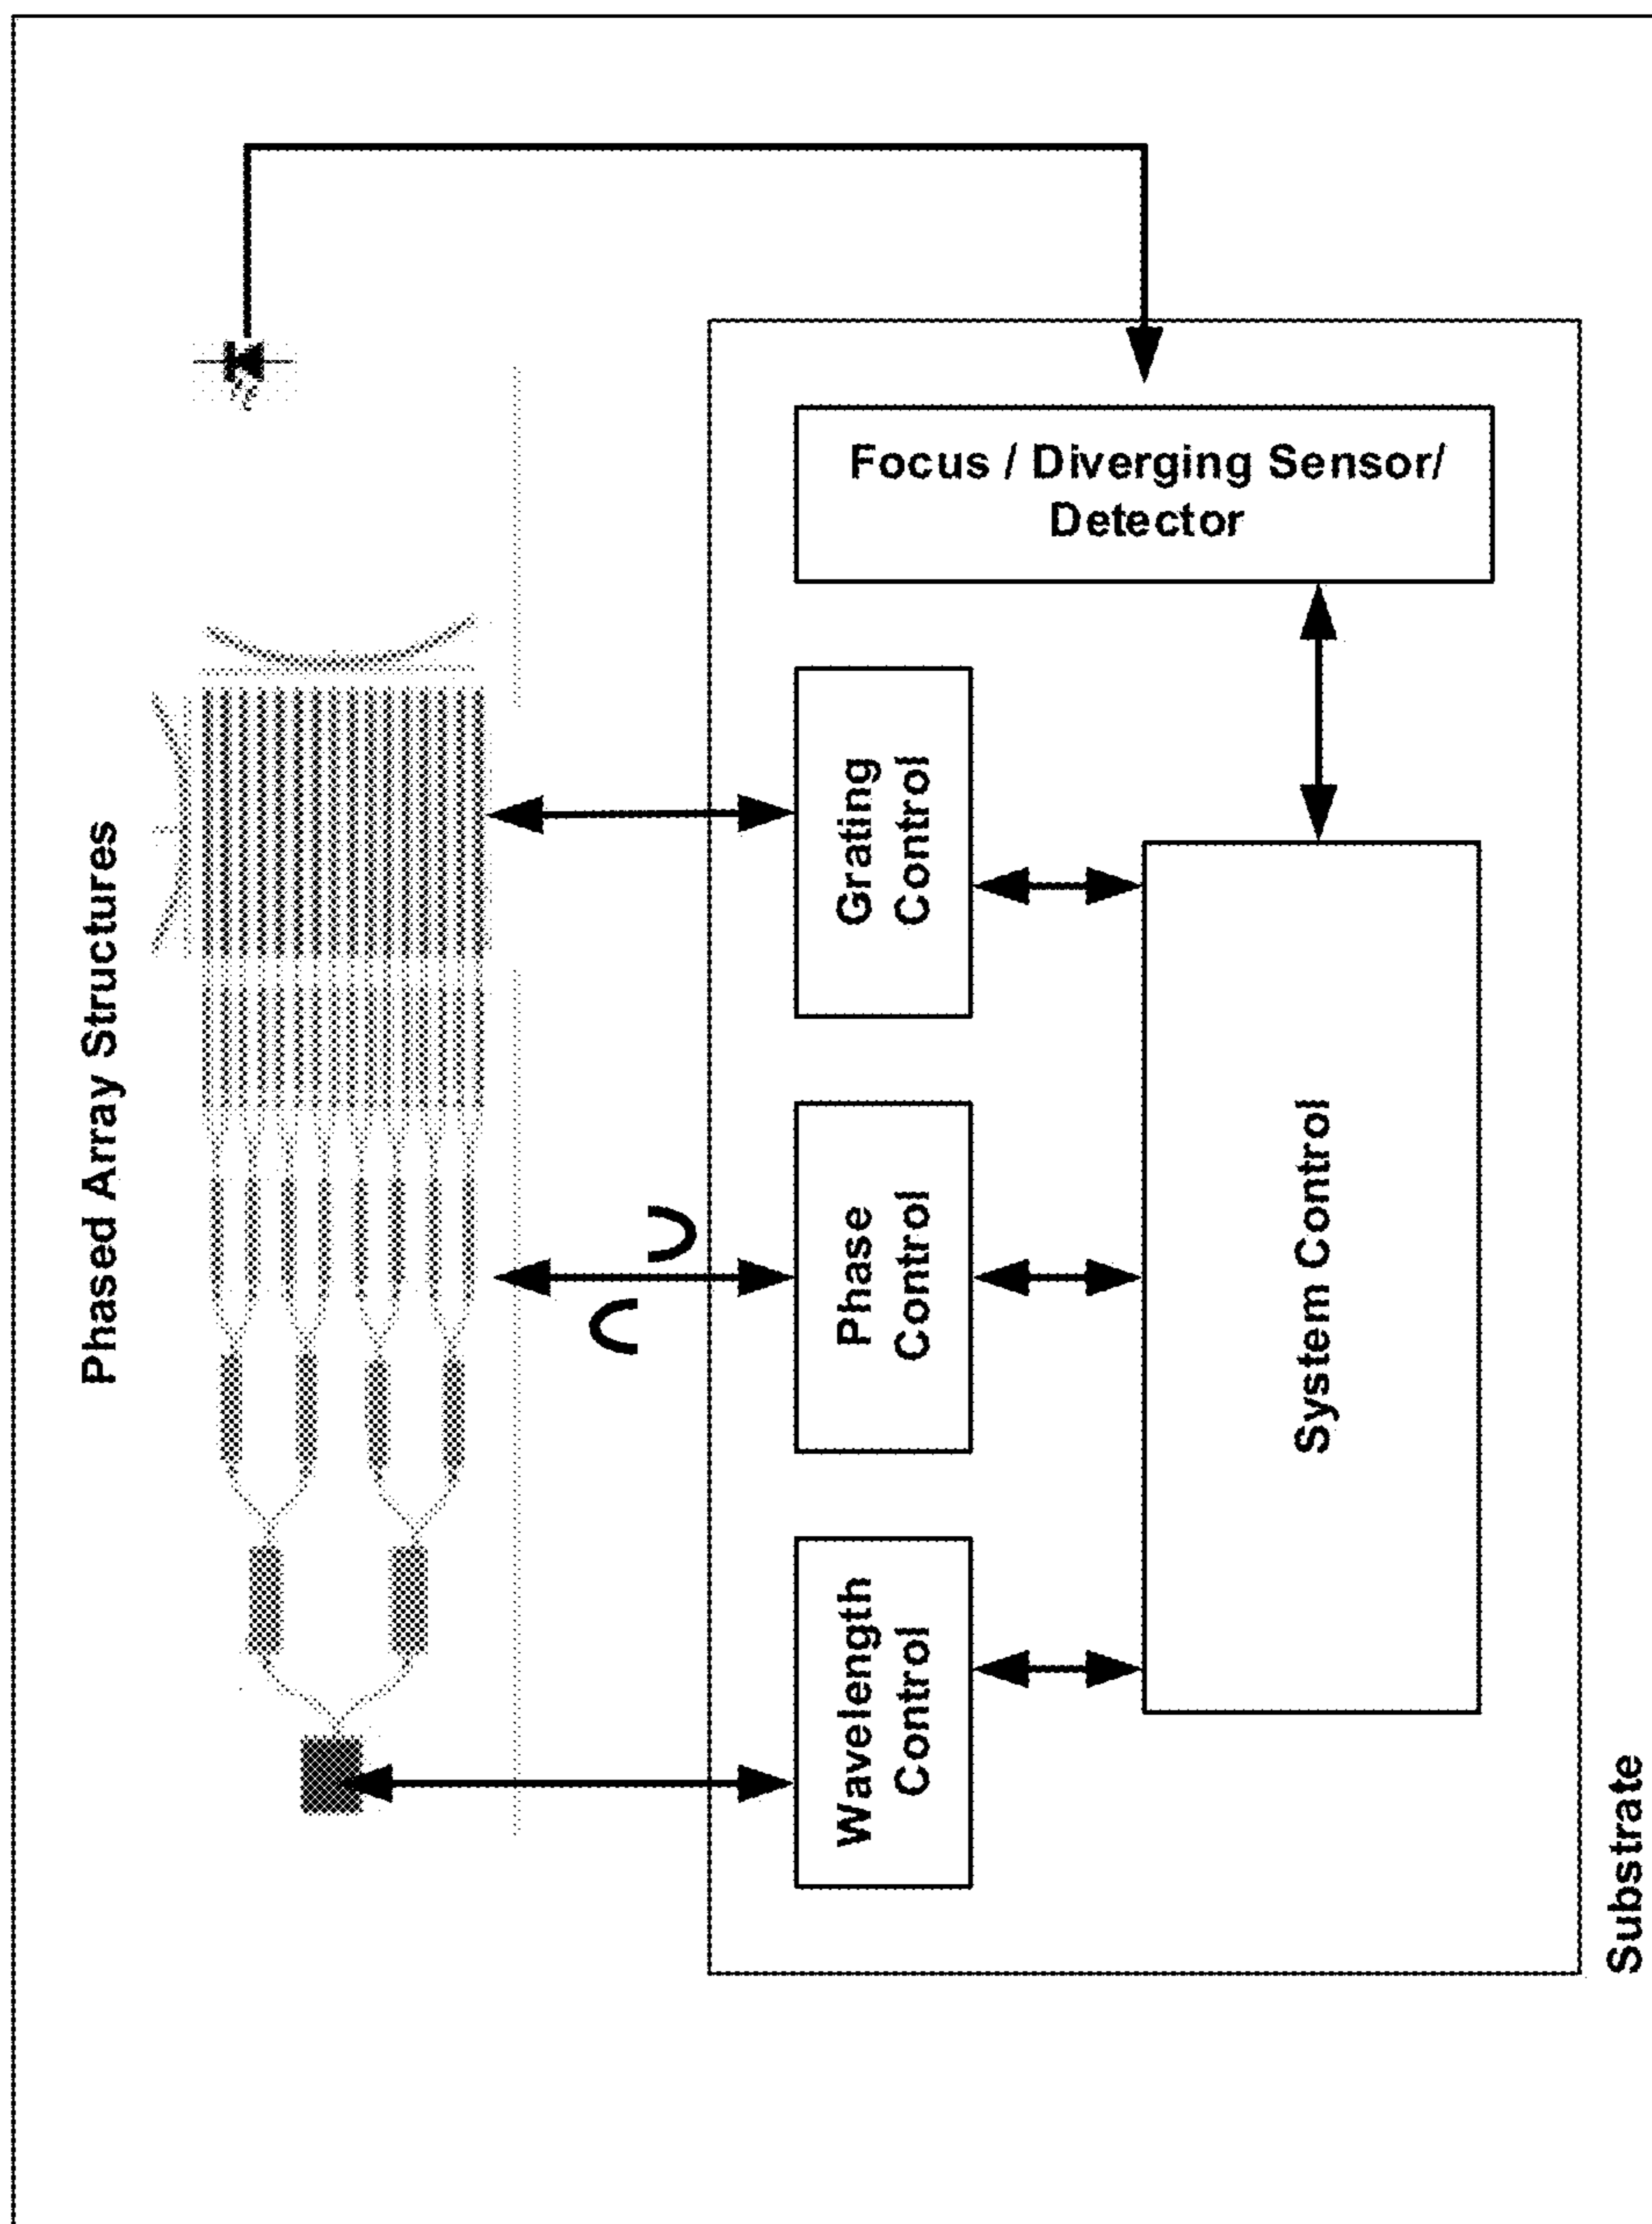 Phased Array Structures
Focus / Diverging Sensor/
Detector
Grating
Control
Phase
Control
Wavelength
Control
System Control
Substrate